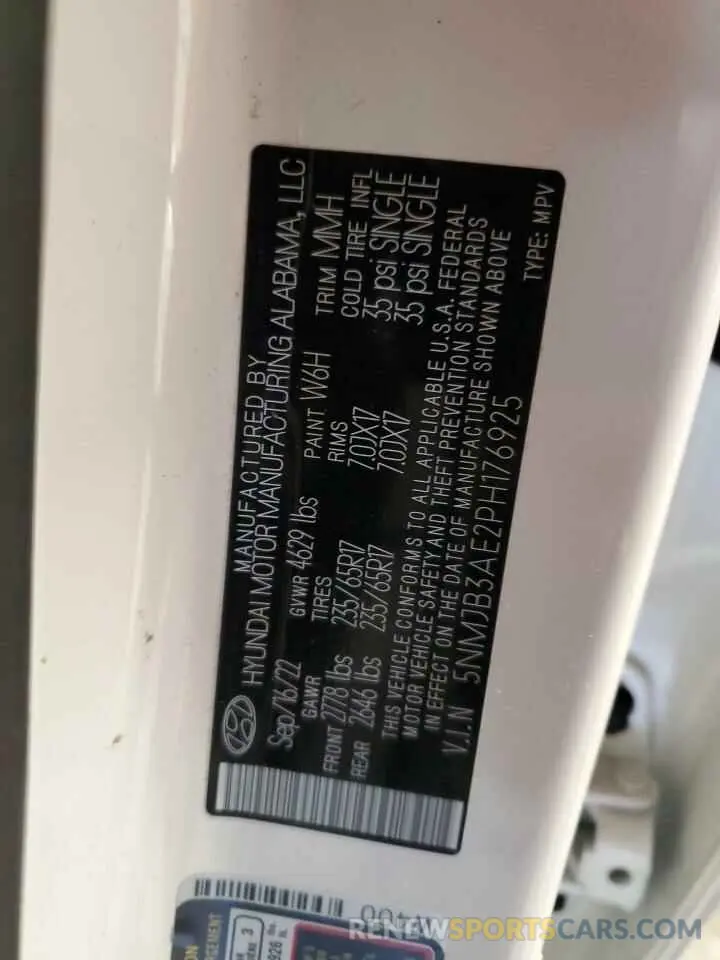 MANUFACTURED BY
HYUNDAI MOTOR MANUFACTURING ALABAMA, LLC
Sep/16/22 GVWR 4629 lbs PAINT W6H TRIM MMH
GAWR TIRES RIMS COLD TIRE INFL
FRONT 2778 lbs 235/65R17 7.0JX17 35 psi SINGLE
REAR 2646 lbs 235/65R17 7.0JX17 35 psi SINGLE
THIS VEHICLE CONFORMS TO ALL APPLICABLE U.S.A. FEDERAL
MOTOR VEHICLE SAFETY AND THEFT PREVENTION STANDARDS
IN EFFECT ON THE DATE OF MANUFACTURE SHOWN ABOVE
V.I.N 5NMJB3AE2PH176925 TYPE: MPV
3
926
RENEWSPORTSCARS.COM